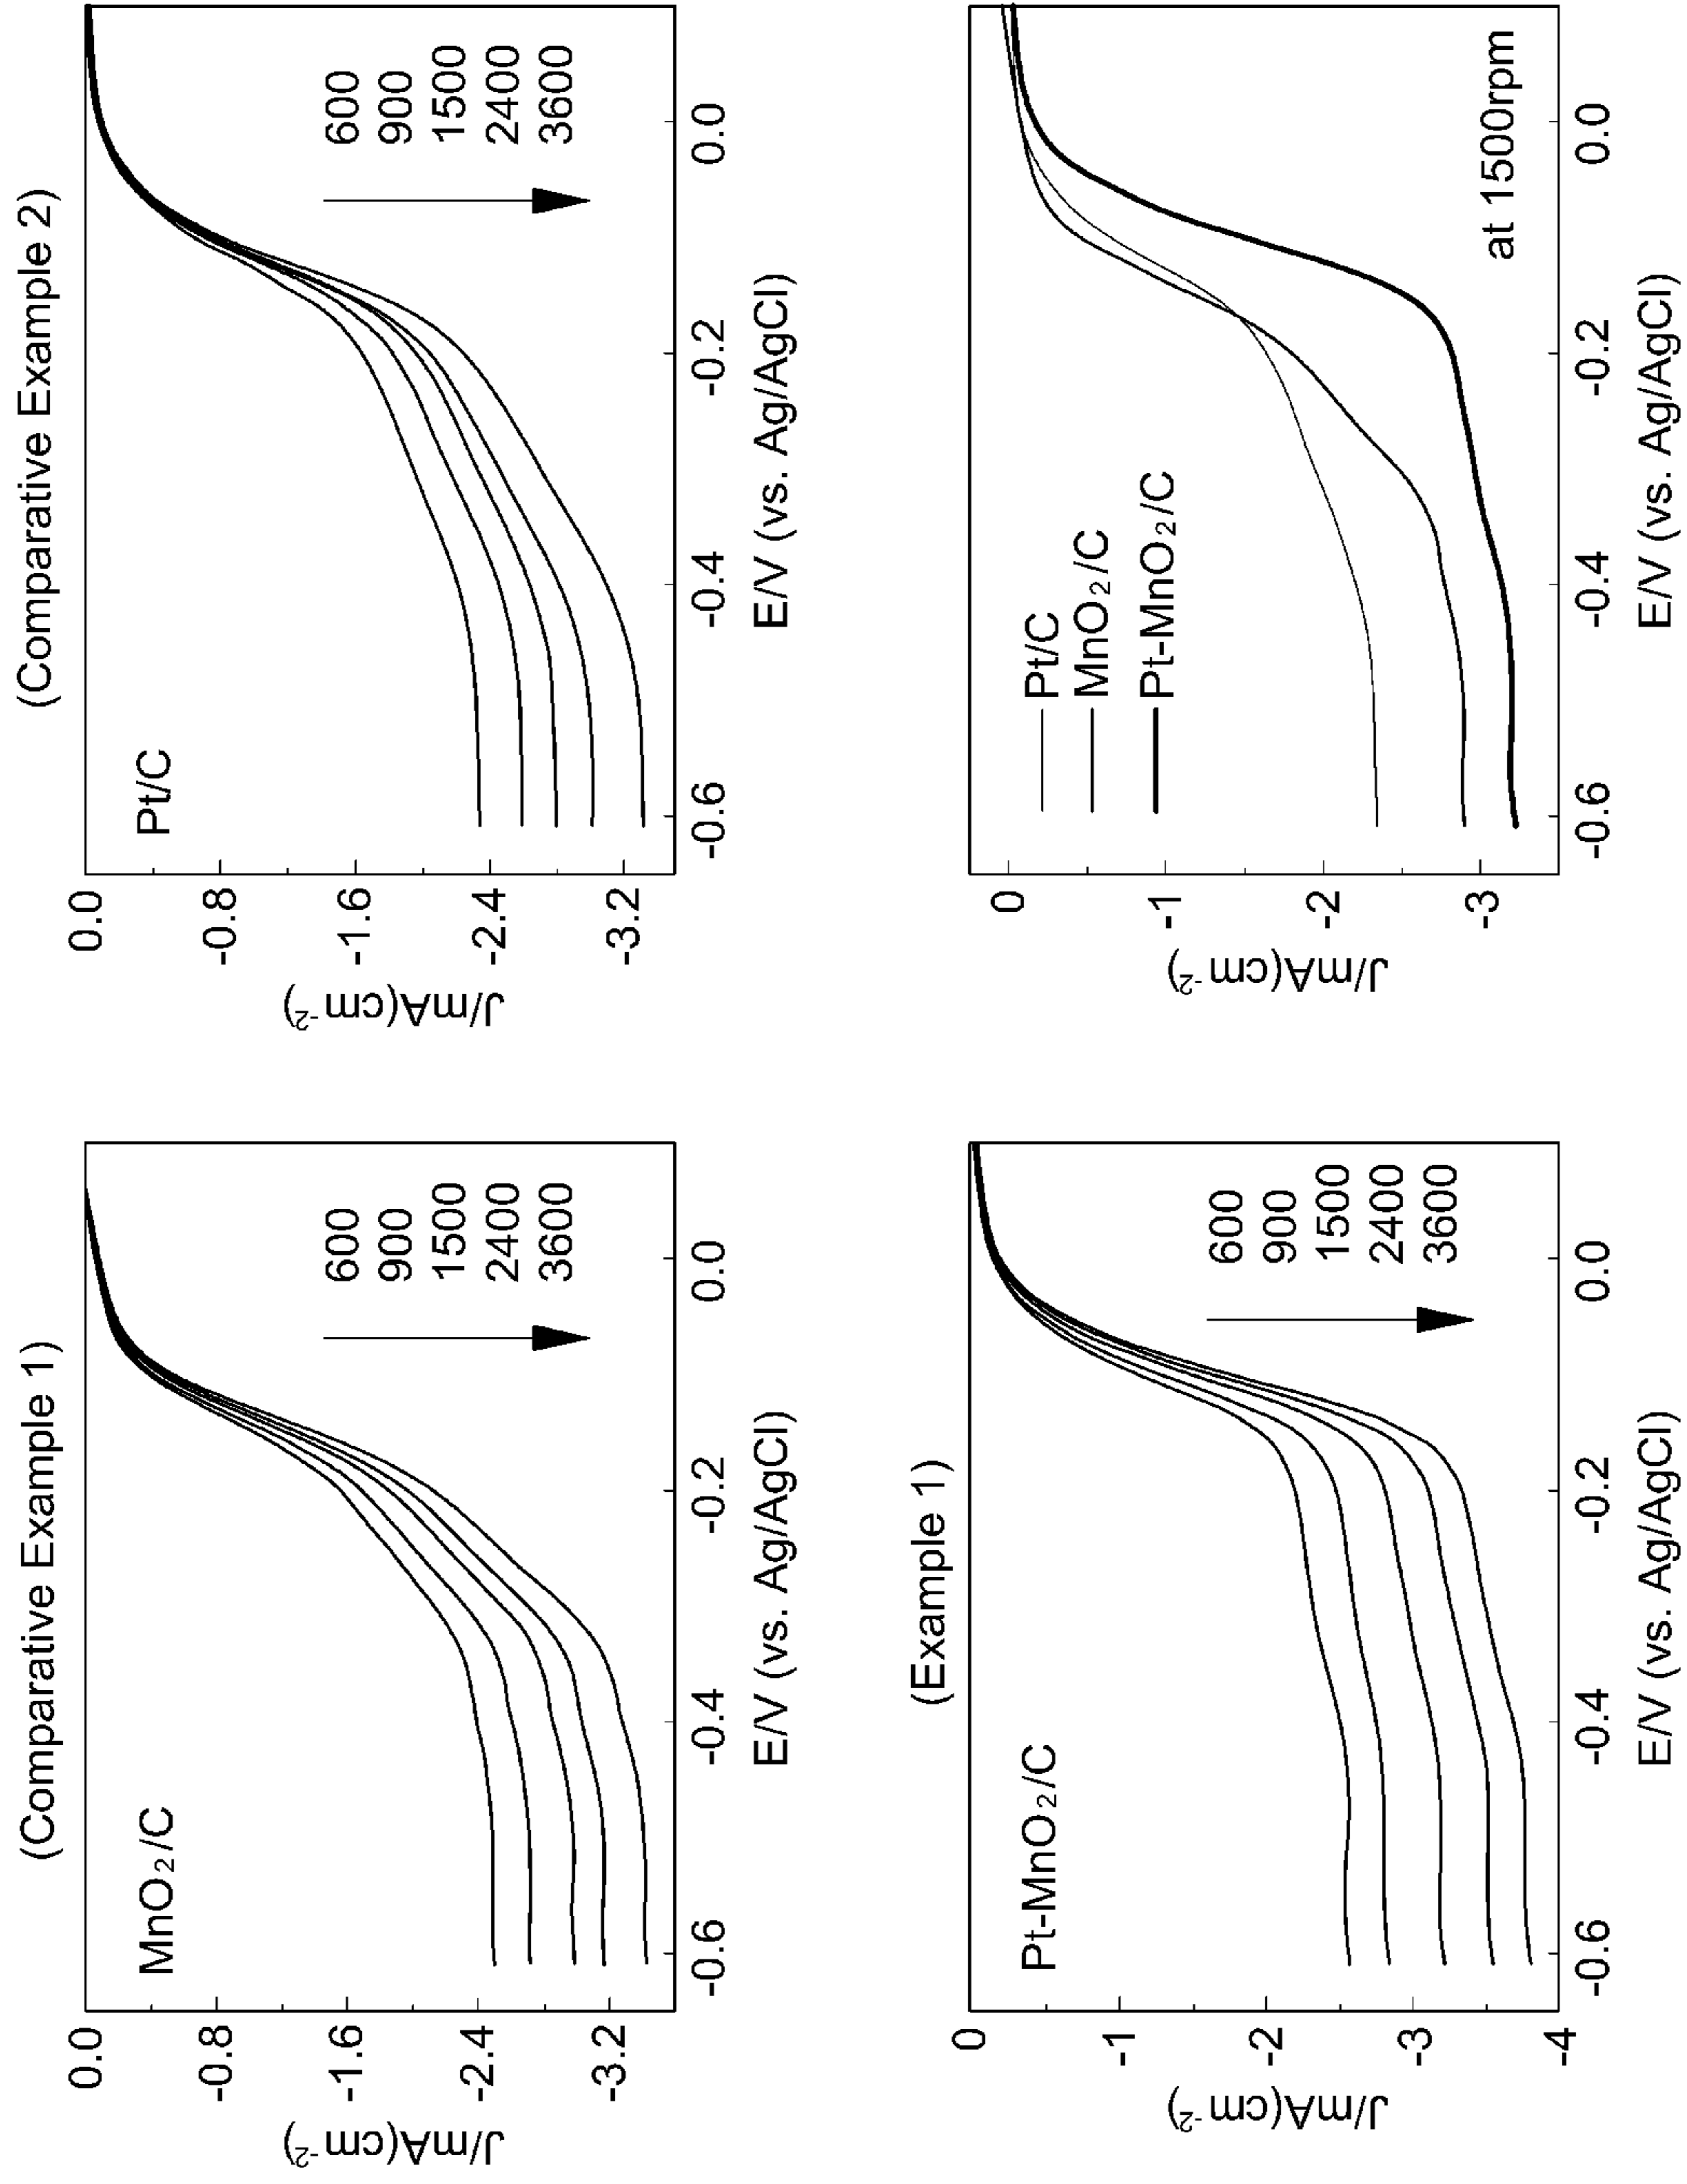 (Comparative Example 1)
MnO₂/C
600
900
1500
2400
3600
0.0
-0.8
-1.6
-2.4
-3.2
J/mA(cm⁻²)
-0.6 -0.4 -0.2 0.0
E/V (vs. Ag/AgCl)
(Comparative Example 2)
Pt/C
600
900
1500
2400
3600
0.0
-0.8
-1.6
-2.4
-3.2
J/mA(cm⁻²)
-0.6 -0.4 -0.2 0.0
E/V (vs. Ag/AgCl)
(Example 1)
Pt-MnO₂/C
600
900
1500
2400
3600
0
-1
-2
-3
-4
J/mA(cm⁻²)
-0.6 -0.4 -0.2 0.0
E/V (vs. Ag/AgCl)
Pt/C
MnO₂/C
Pt-MnO₂/C
at 1500rpm
0
-1
-2
-3
J/mA(cm⁻²)
-0.6 -0.4 -0.2 0.0
E/V (vs. Ag/AgCl)